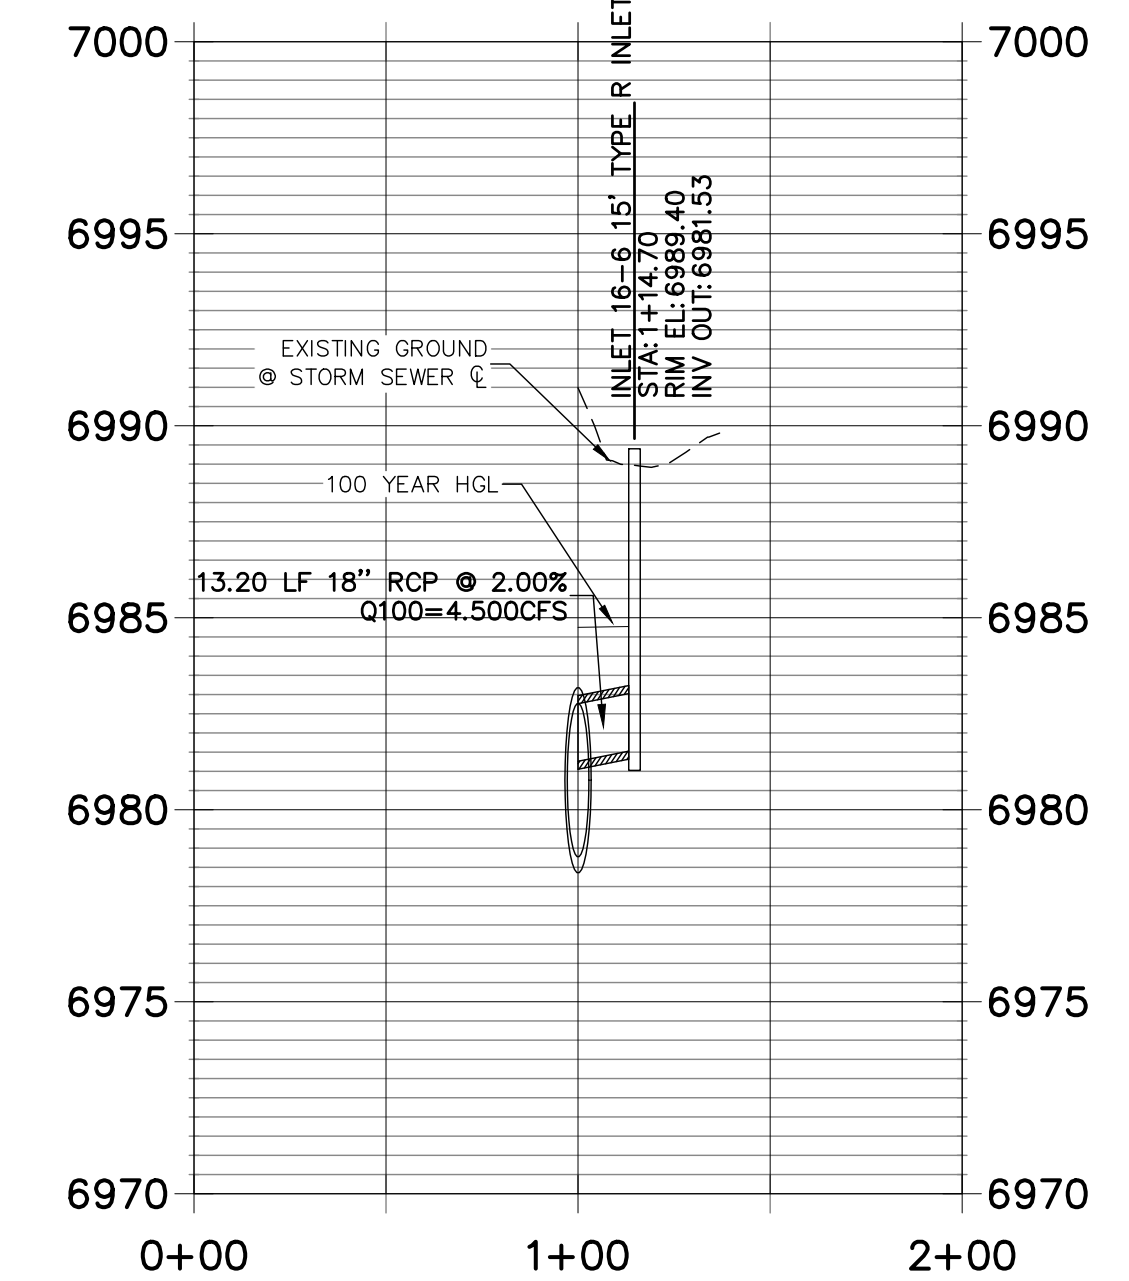 7000 7000
6995 6995
6990 6990
6985 6985
6980 6980
6975 6975
6970 6970
0+00 1+00 2+00
INLET 16-6 15' TYPE R INLET
STA: 1+14.70
RIM EL: 6989.40
INV OUT: 6981.53
EXISTING GROUND
@ STORM SEWER ℄
100 YEAR HGL
13.20 LF 18" RCP @ 2.00%
Q100=4.500CFS